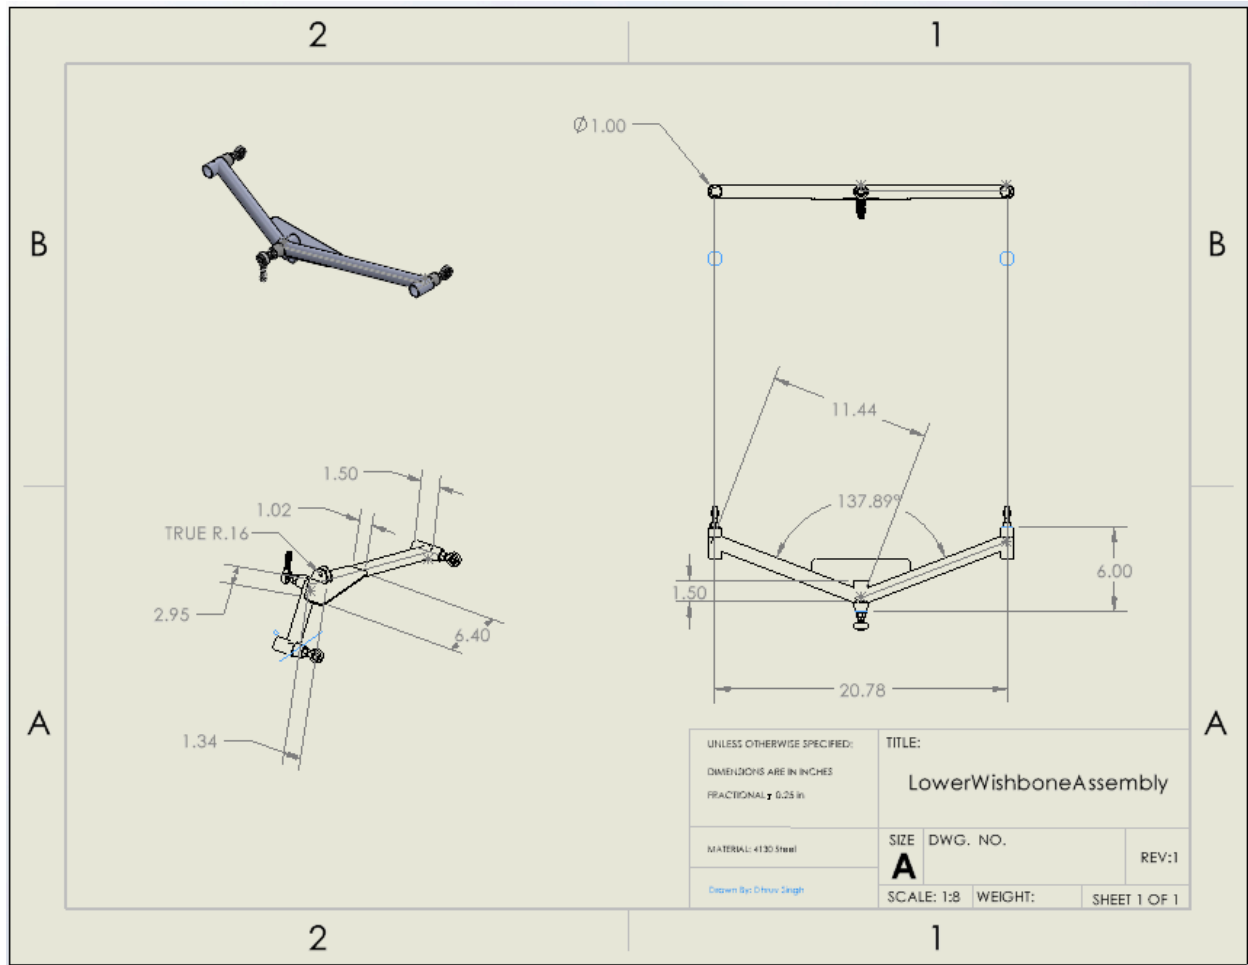 2 1
Ø1.00
B B
11.44
1.50
137.89°
1.02
TRUE R.16
6.00
1.50
2.95
6.40
20.78
A A
1.34
UNLESS OTHERWISE SPECIFIED:
DIMENSIONS ARE IN INCHES
FRACTIONAL 0.25 in
TITLE:
LowerWishboneAssembly
MATERIAL: 4130 Steel
SIZE DWG. NO.
A
REV:1
Drawn By: Dhruv Singh
SCALE: 1:8 WEIGHT: SHEET 1 OF 1
2 1